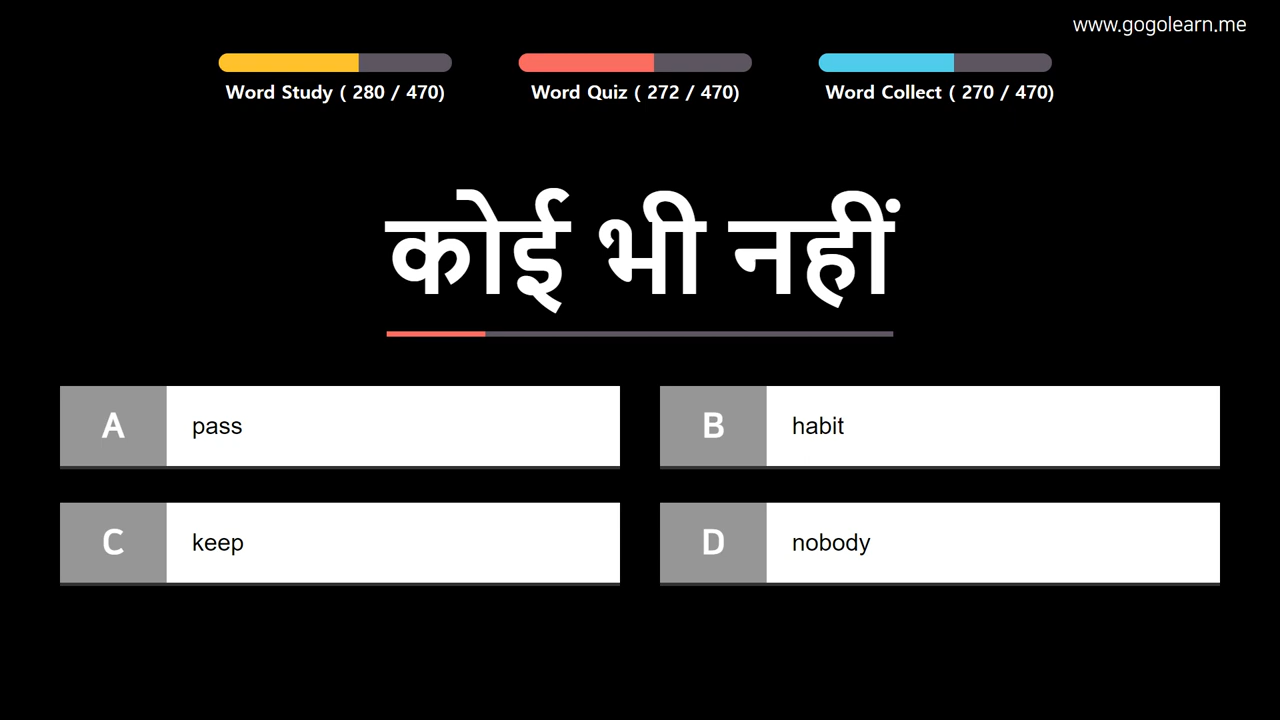 www.gogolearn.me
Word Study ( 280 / 470)
Word Quiz ( 272 / 470)
Word Collect ( 270 / 470)
कोई भी नहीं
A pass
B habit
C keep
D nobody